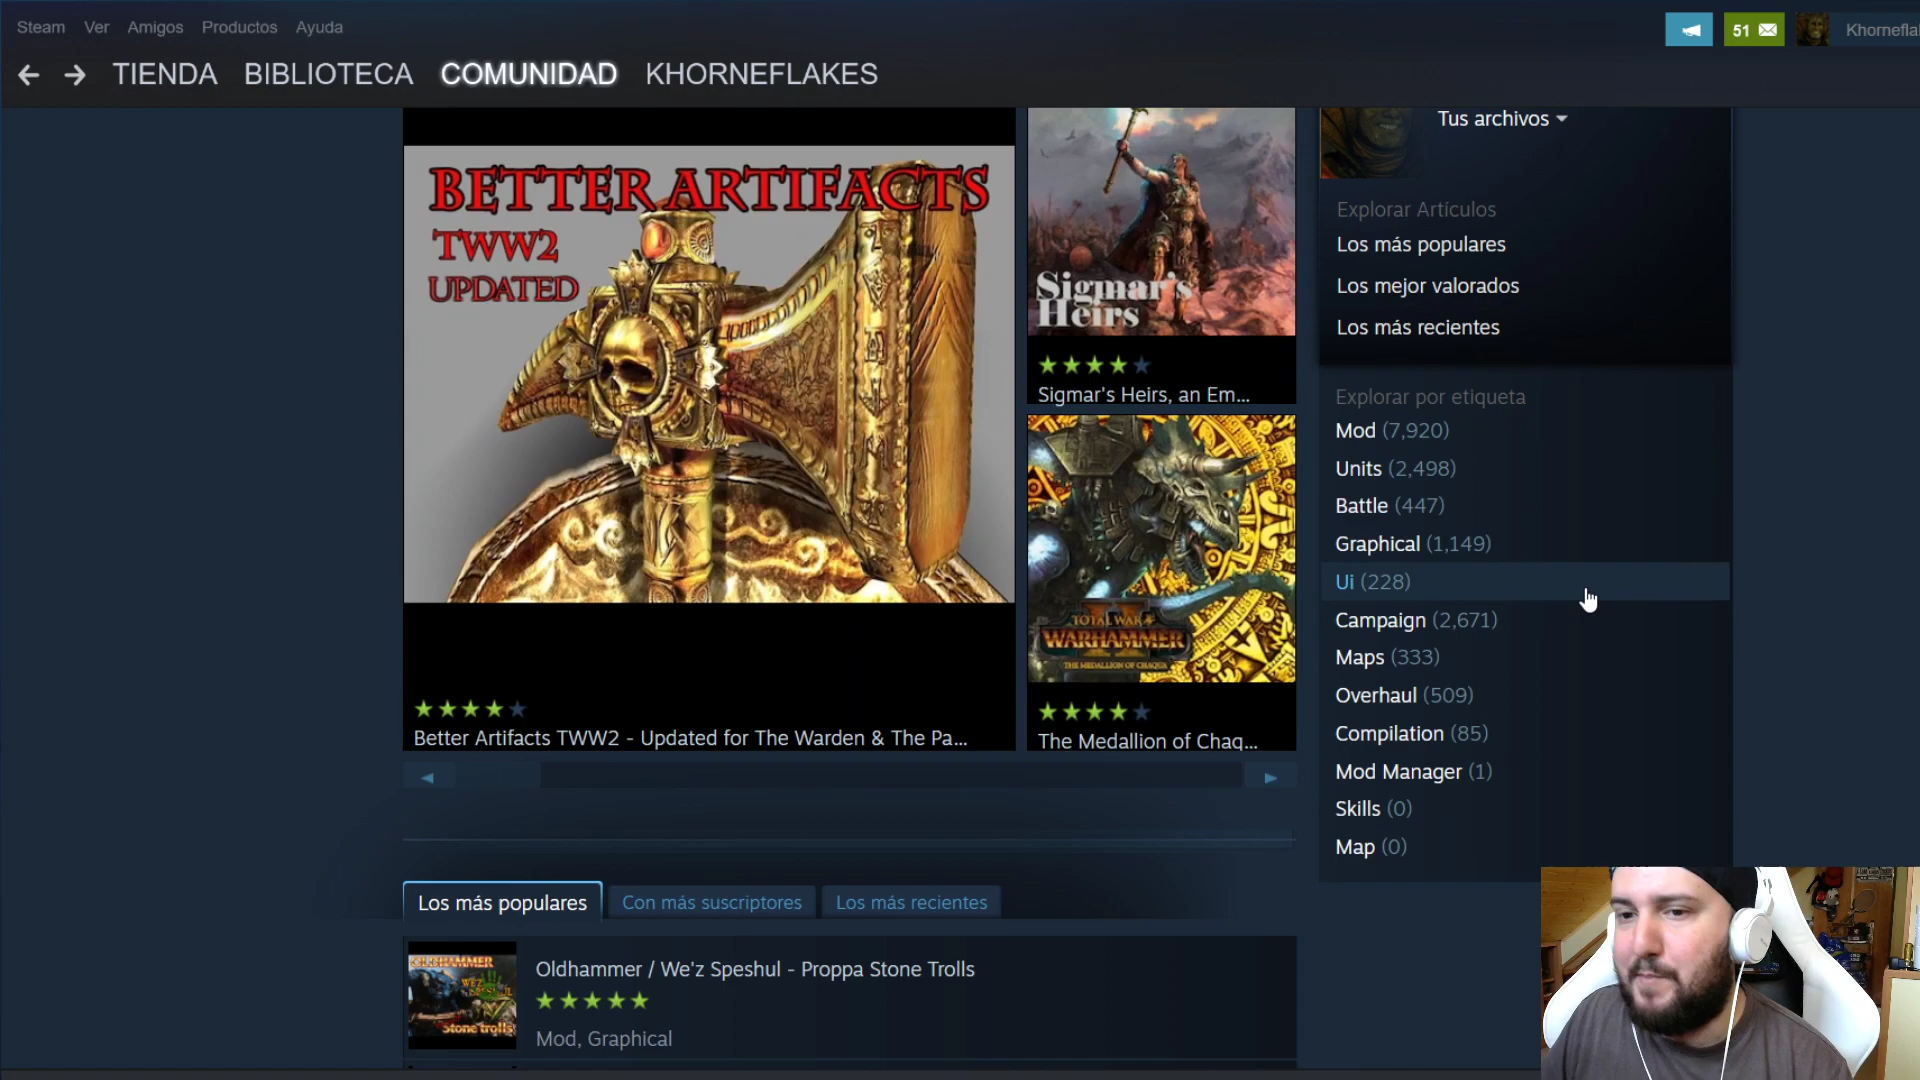 Steam Ver Amigos Productos Ayuda
51
TIENDA BIBLIOTECA COMUNIDAD KHORNEFLAKES
BETTER ARTIFACTS
TWW2
UPDATED
Better Artifacts TWW2 - Updated for The Warden & The Pa...
Sigmar's
Heirs
Sigmar's Heirs, an Em...
TOTAL WAR
WARHAMMER
II
THE MEDALLION OF CHAQUA
The Medallion of Chaq...
Tus archivos
Explorar Artículos
Los más populares
Los mejor valorados
Los más recientes
Explorar por etiqueta
Mod (7,920)
Units (2,498)
Battle (447)
Graphical (1,149)
Ui (228)
Campaign (2,671)
Maps (333)
Overhaul (509)
Compilation (85)
Mod Manager (1)
Skills (0)
Map (0)
Los más populares Con más suscriptores Los más recientes
OLDHAMMER
Stone trolls
Oldhammer / We'z Speshul - Proppa Stone Trolls
Mod, Graphical